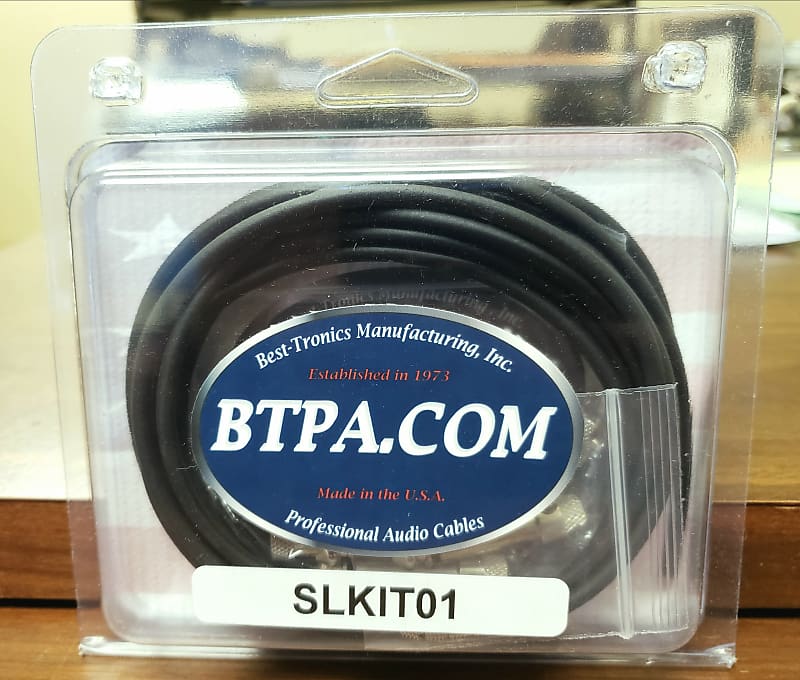 Best-Tronics Manufacturing, Inc.
Established in 1973
BTPA.COM
Made in the U.S.A.
Professional Audio Cables
SLKIT01